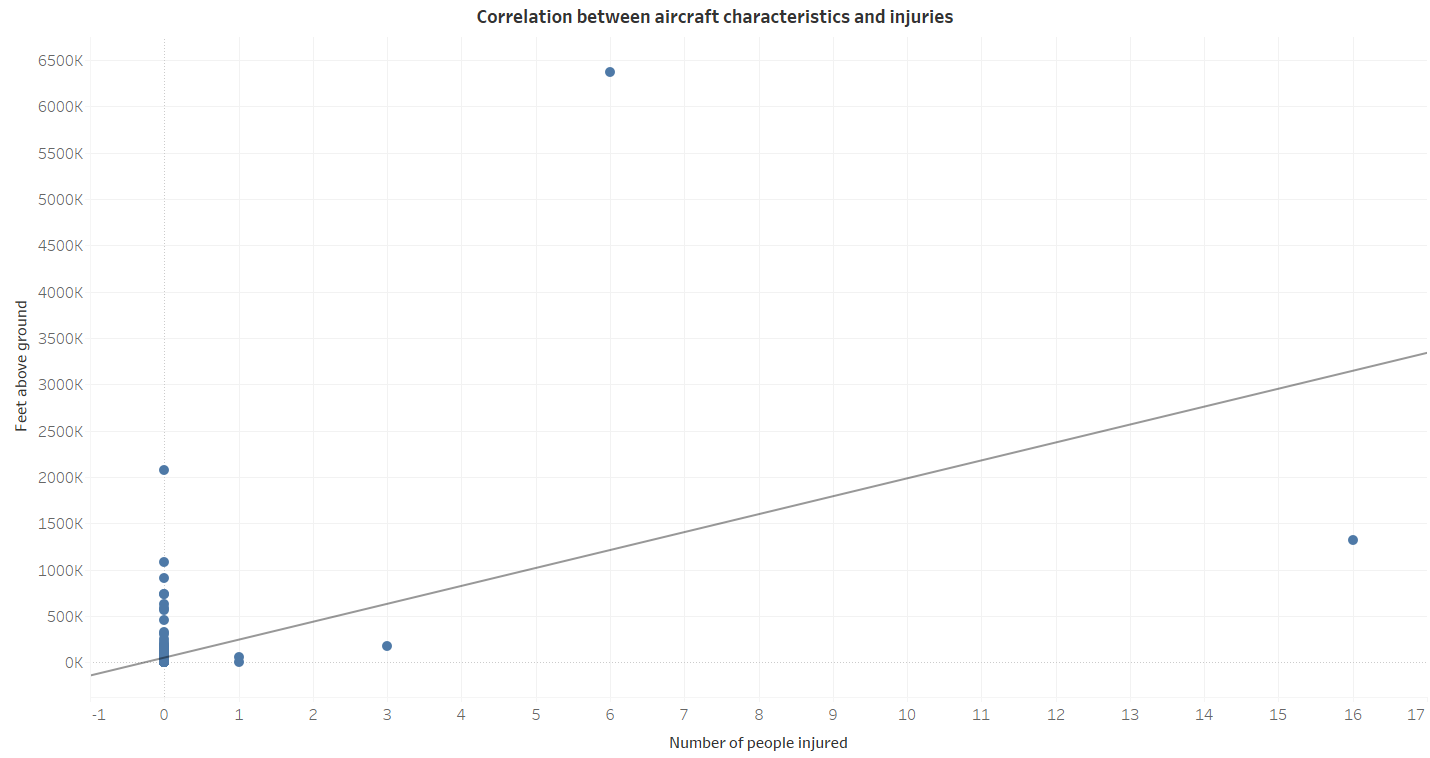 Correlation between aircraft characteristics and injuries
6500K
6000K
5500K
5000K
4500K
4000K
3500K
3000K
2500K
2000K
1500K
1000K
500K
0K
Feet above ground
-1 0 1 2 3 4 5 6 7 8 9 10 11 12 13 14 15 16 17
Number of people injured